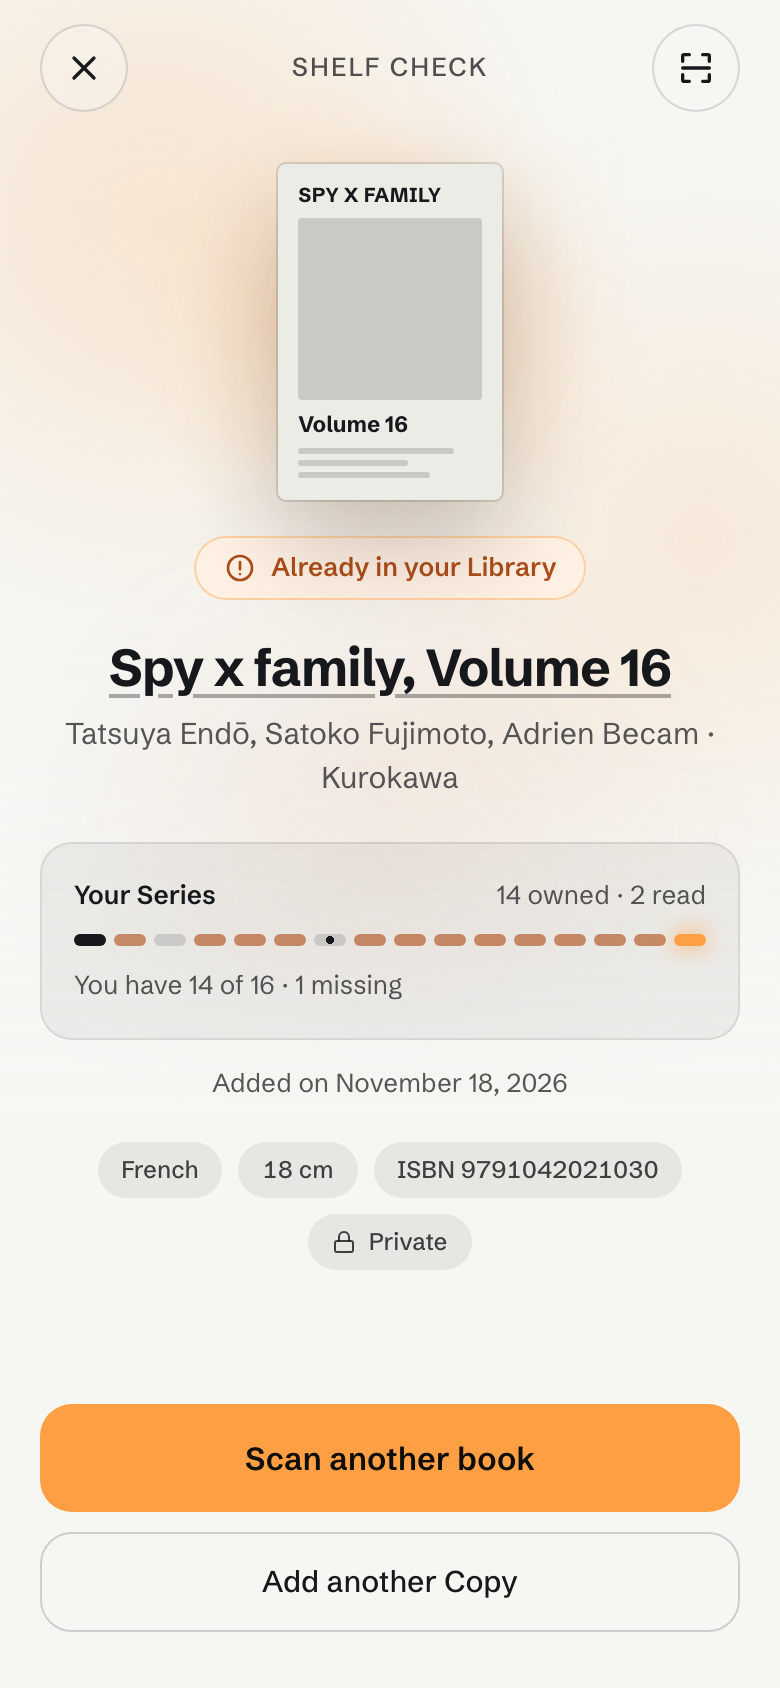 SHELF CHECK
SPY X FAMILY
Volume 16
Already in your Library
Spy x family, Volume 16
Tatsuya Endō, Satoko Fujimoto, Adrien Becam ·
Kurokawa
Your Series
14 owned · 2 read
You have 14 of 16 · 1 missing
Added on November 18, 2026
French
18 cm
ISBN 9791042021030
Private
Scan another book
Add another Copy